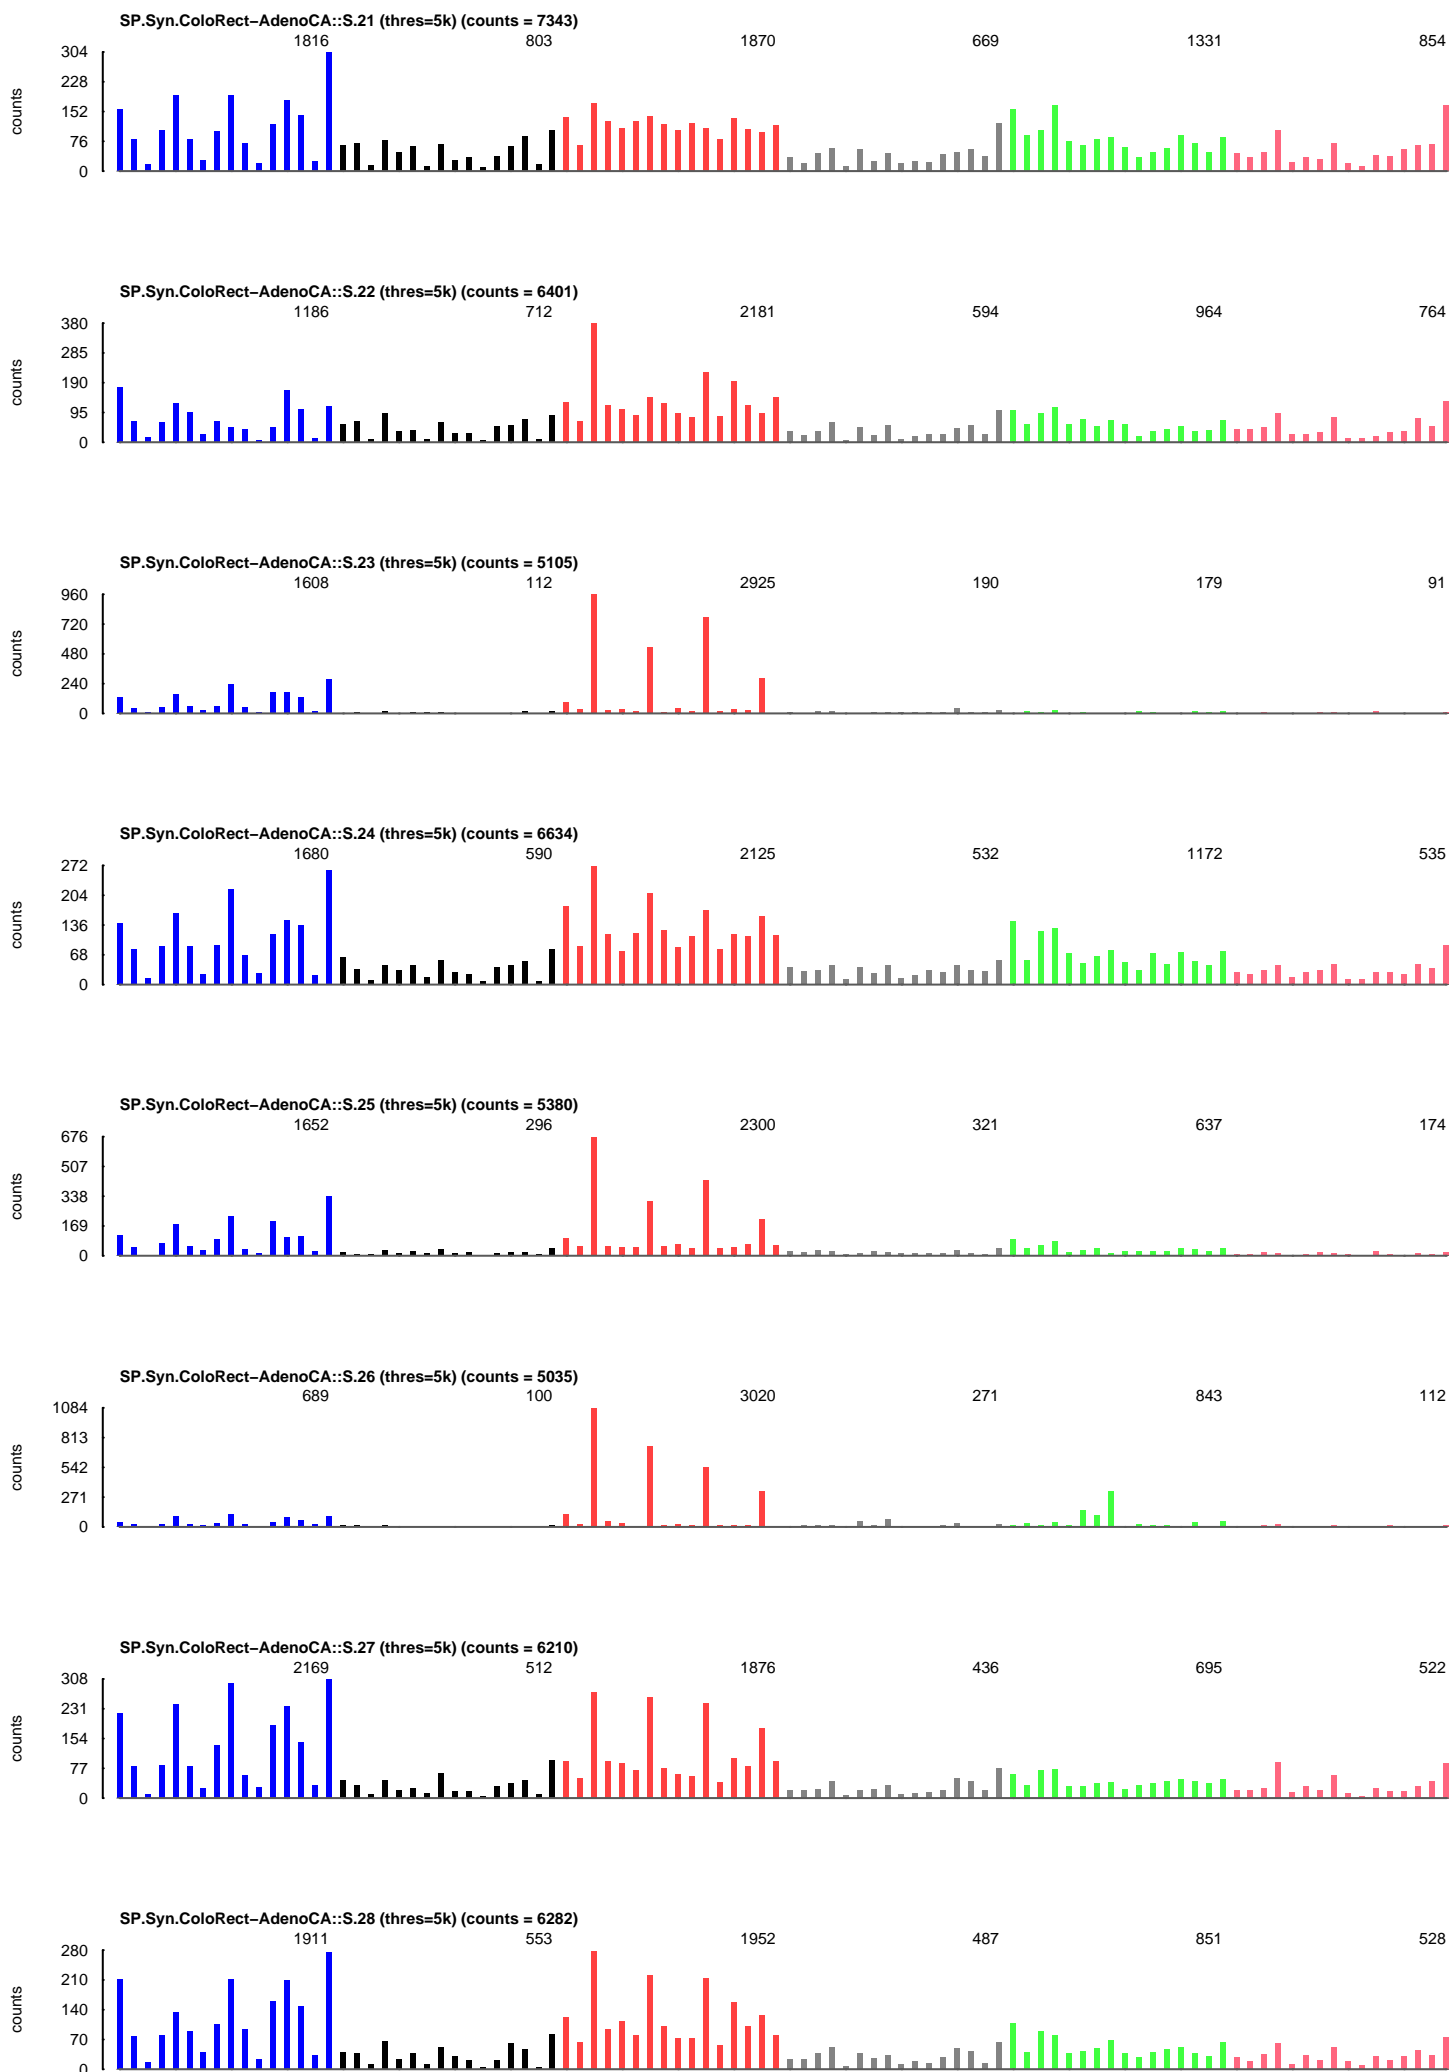 SP.Syn.ColoRect−AdenoCA::S.21 (thres=5k) (counts = 7343)
1816 803 1870 669 1331 854
304
228
152
76
0
counts
SP.Syn.ColoRect−AdenoCA::S.22 (thres=5k) (counts = 6401)
1186 712 2181 594 964 764
380
285
190
95
0
counts
SP.Syn.ColoRect−AdenoCA::S.23 (thres=5k) (counts = 5105)
1608 112 2925 190 179 91
960
720
480
240
0
counts
SP.Syn.ColoRect−AdenoCA::S.24 (thres=5k) (counts = 6634)
1680 590 2125 532 1172 535
272
204
136
68
0
counts
SP.Syn.ColoRect−AdenoCA::S.25 (thres=5k) (counts = 5380)
1652 296 2300 321 637 174
676
507
338
169
0
counts
SP.Syn.ColoRect−AdenoCA::S.26 (thres=5k) (counts = 5035)
689 100 3020 271 843 112
1084
813
542
271
0
counts
SP.Syn.ColoRect−AdenoCA::S.27 (thres=5k) (counts = 6210)
2169 512 1876 436 695 522
308
231
154
77
0
counts
SP.Syn.ColoRect−AdenoCA::S.28 (thres=5k) (counts = 6282)
1911 553 1952 487 851 528
280
210
140
70
0
counts